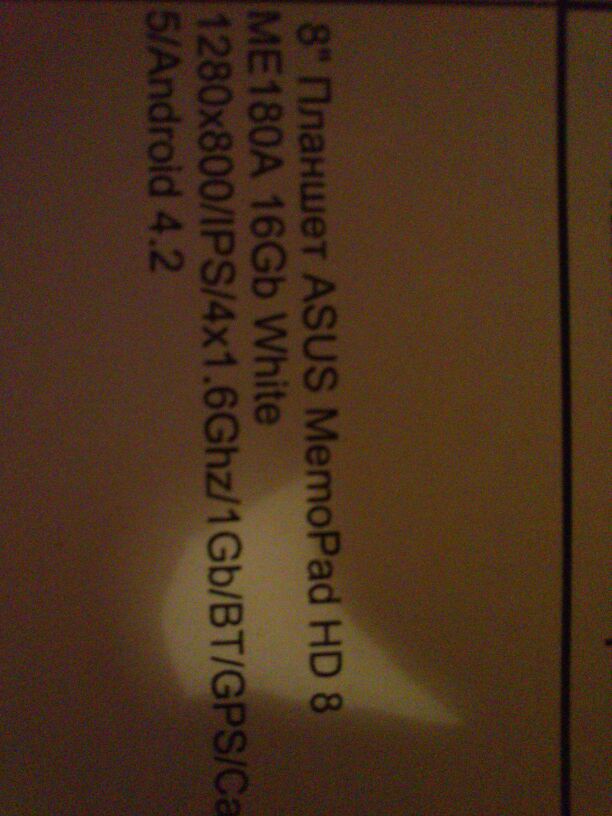 8" Планшет ASUS MemoPad HD 8
ME180A 16Gb White
1280x800/IPS/4x1.6Ghz/1Gb/BT/GPS/Ca
5/Android 4.2